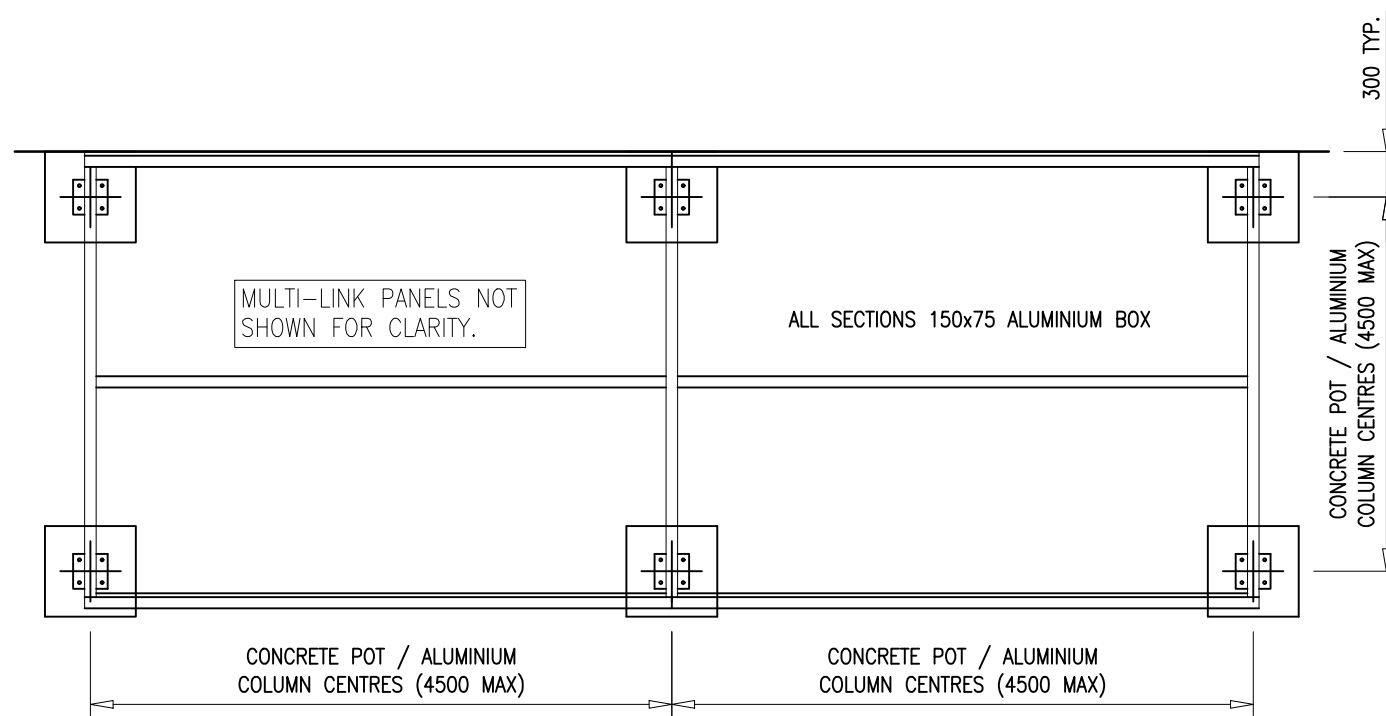 300 TYP.
MULTI-LINK PANELS NOT
SHOWN FOR CLARITY.
ALL SECTIONS 150x75 ALUMINIUM BOX
CONCRETE POT / ALUMINIUM
COLUMN CENTRES (4500 MAX)
CONCRETE POT / ALUMINIUM
COLUMN CENTRES (4500 MAX)
CONCRETE POT / ALUMINIUM
COLUMN CENTRES (4500 MAX)